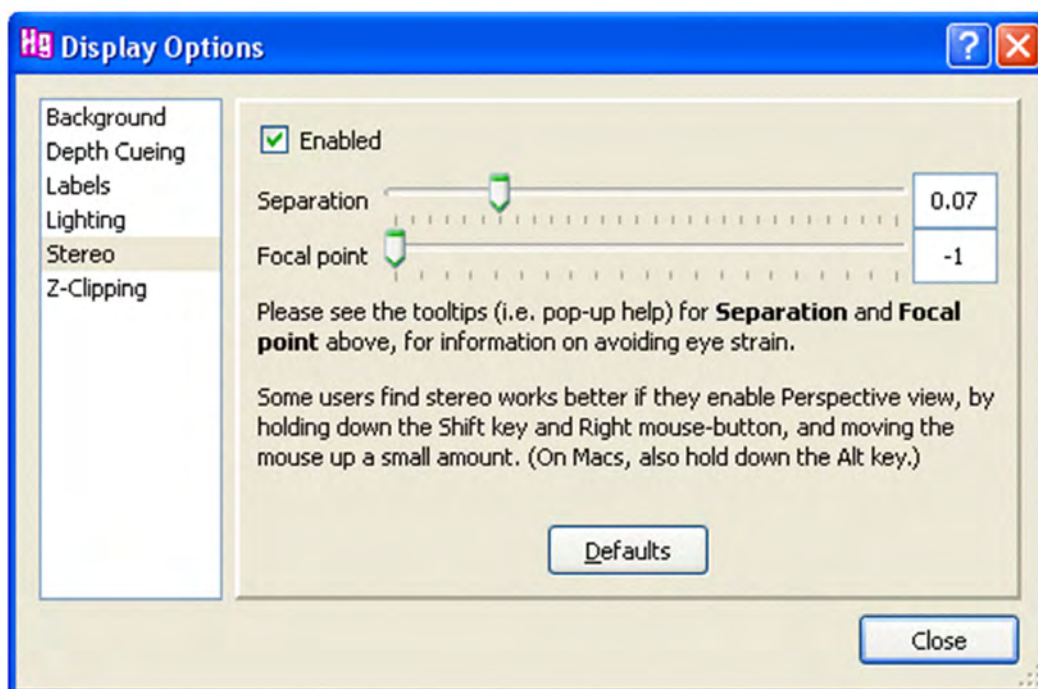 Hg Display Options
Background
Depth Cueing
Labels
Lighting
Stereo
Z-Clipping
Enabled
Separation 0.07
Focal point -1
Please see the tooltips (i.e. pop-up help) for Separation and Focal
point above, for information on avoiding eye strain.
Some users find stereo works better if they enable Perspective view, by
holding down the Shift key and Right mouse-button, and moving the
mouse up a small amount. (On Macs, also hold down the Alt key.)
Defaults
Close